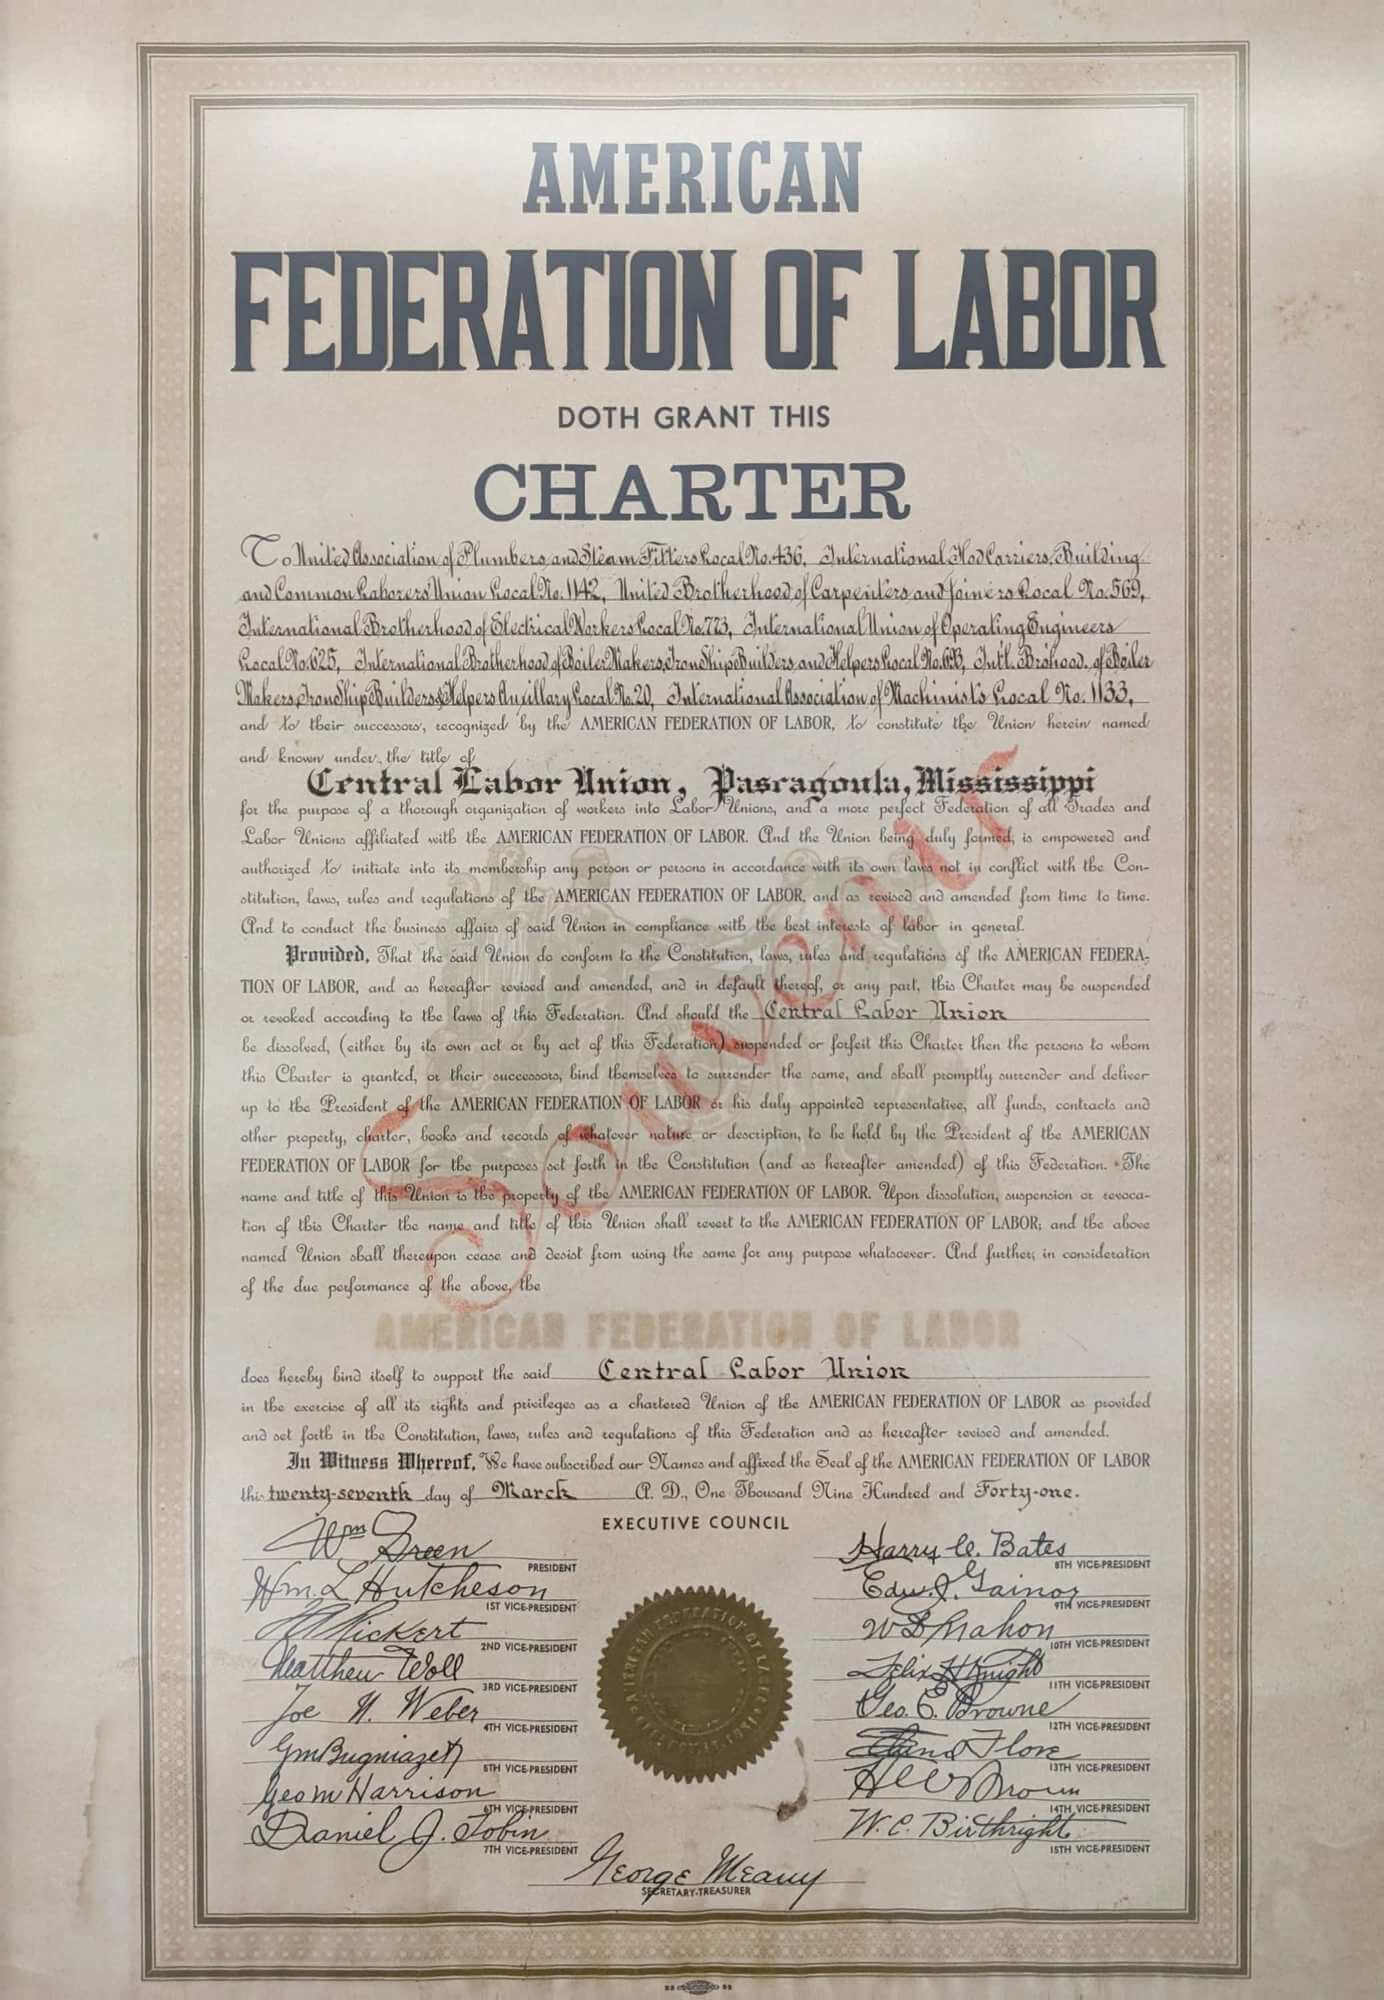 AMERICAN
FEDERATION OF LABOR
DOTH GRANT THIS
CHARTER
To United Association of Plumbers and Steam Fitters Local No. 436, International Hod Carriers, Building
and Common Laborers' Union Local No. 1142, United Brotherhood of Carpenters and Joiners Local No. 569,
International Brotherhood of Electrical Workers Local No. 773, International Union of Operating Engineers
Local No. 625, International Brotherhood of Boiler Makers, Iron Ship Builders and Helpers Local No. 693, Int'l. Brohood. of Boiler
Makers, Iron Ship Builders & Helpers Auxillary Local No. 20, International Association of Machinists Local No. 1133,
and to their successors, recognized by the AMERICAN FEDERATION OF LABOR, to constitute the Union herein named
and known under the title of
Central Labor Union, Pascagoula, Mississippi
for the purpose of a thorough organization of workers into Labor Unions, and a more perfect Federation of all Trades and
Labor Unions affiliated with the AMERICAN FEDERATION OF LABOR. And the Union being duly formed, is empowered and
authorized to initiate into its membership any person or persons in accordance with its own laws not in conflict with the Con-
stitution, laws, rules and regulations of the AMERICAN FEDERATION OF LABOR, and as revised and amended from time to time.
And to conduct the business affairs of said Union in compliance with the best interests of labor in general.
Provided, That the said Union do conform to the Constitution, laws, rules and regulations of the AMERICAN FEDERA-
TION OF LABOR, and as hereafter revised and amended, and in default thereof, or any part, this Charter may be suspended
or revoked according to the laws of this Federation. And should the Central Labor Union
be dissolved, (either by its own act or by act of this Federation) suspended or forfeit this Charter then the persons to whom
this Charter is granted, or their successors, bind themselves to surrender the same, and shall promptly surrender and deliver
up to the President of the AMERICAN FEDERATION OF LABOR or his duly appointed representative, all funds, contracts and
other property, charter, books and records of whatever nature or description, to be held by the President of the AMERICAN
FEDERATION OF LABOR for the purposes set forth in the Constitution (and as hereafter amended) of this Federation. The
name and title of this Union is the property of the AMERICAN FEDERATION OF LABOR. Upon dissolution, suspension or revoca-
tion of this Charter the name and title of this Union shall revert to the AMERICAN FEDERATION OF LABOR; and the above
named Union shall thereupon cease and desist from using the same for any purpose whatsoever. And further, in consideration
of the due performance of the above, the
Souvenir
AMERICAN FEDERATION OF LABOR
does hereby bind itself to support the said Central Labor Union
in the exercise of all its rights and privileges as a chartered Union of the AMERICAN FEDERATION OF LABOR as provided
and set forth in the Constitution, laws, rules and regulations of this Federation and as hereafter revised and amended.
In Witness Whereof, We have subscribed our Names and affixed the Seal of the AMERICAN FEDERATION OF LABOR
this twenty-seventh day of March A. D., One Thousand Nine Hundred and Forty-one.
EXECUTIVE COUNCIL
Wm Green
PRESIDENT
Wm. L Hutcheson
1ST VICE-PRESIDENT
Rickert
2ND VICE-PRESIDENT
Matthew Woll
3RD VICE-PRESIDENT
Joe N. Weber
4TH VICE-PRESIDENT
GM Bugniazet
5TH VICE-PRESIDENT
Geo M Harrison
6TH VICE-PRESIDENT
Daniel J. Tobin
7TH VICE-PRESIDENT
Harry C. Bates
8TH VICE-PRESIDENT
Edw. J. Gainor
9TH VICE-PRESIDENT
W D Mahon
10TH VICE-PRESIDENT
Felix H Knight
11TH VICE-PRESIDENT
Geo. E. Browne
12TH VICE-PRESIDENT
Flore
13TH VICE-PRESIDENT
H W Brown
14TH VICE-PRESIDENT
W. C. Birthright
15TH VICE-PRESIDENT
AMERICAN FEDERATION OF LABOR
George Meany
SECRETARY-TREASURER